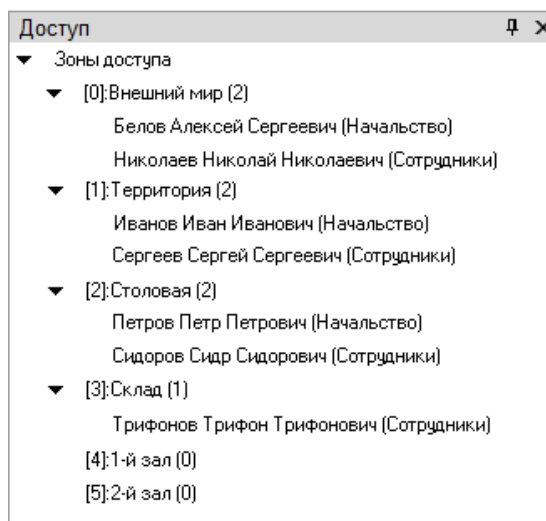 Доступ
Зоны доступа
[0]:Внешний мир (2)
Белов Алексей Сергеевич (Начальство)
Николаев Николай Николаевич (Сотрудники)
[1]:Территория (2)
Иванов Иван Иванович (Начальство)
Сергеев Сергей Сергеевич (Сотрудники)
[2]:Столовая (2)
Петров Петр Петрович (Начальство)
Сидоров Сидр Сидорович (Сотрудники)
[3]:Склад (1)
Трифонов Трифон Трифонович (Сотрудники)
[4]:1-й зал (0)
[5]:2-й зал (0)